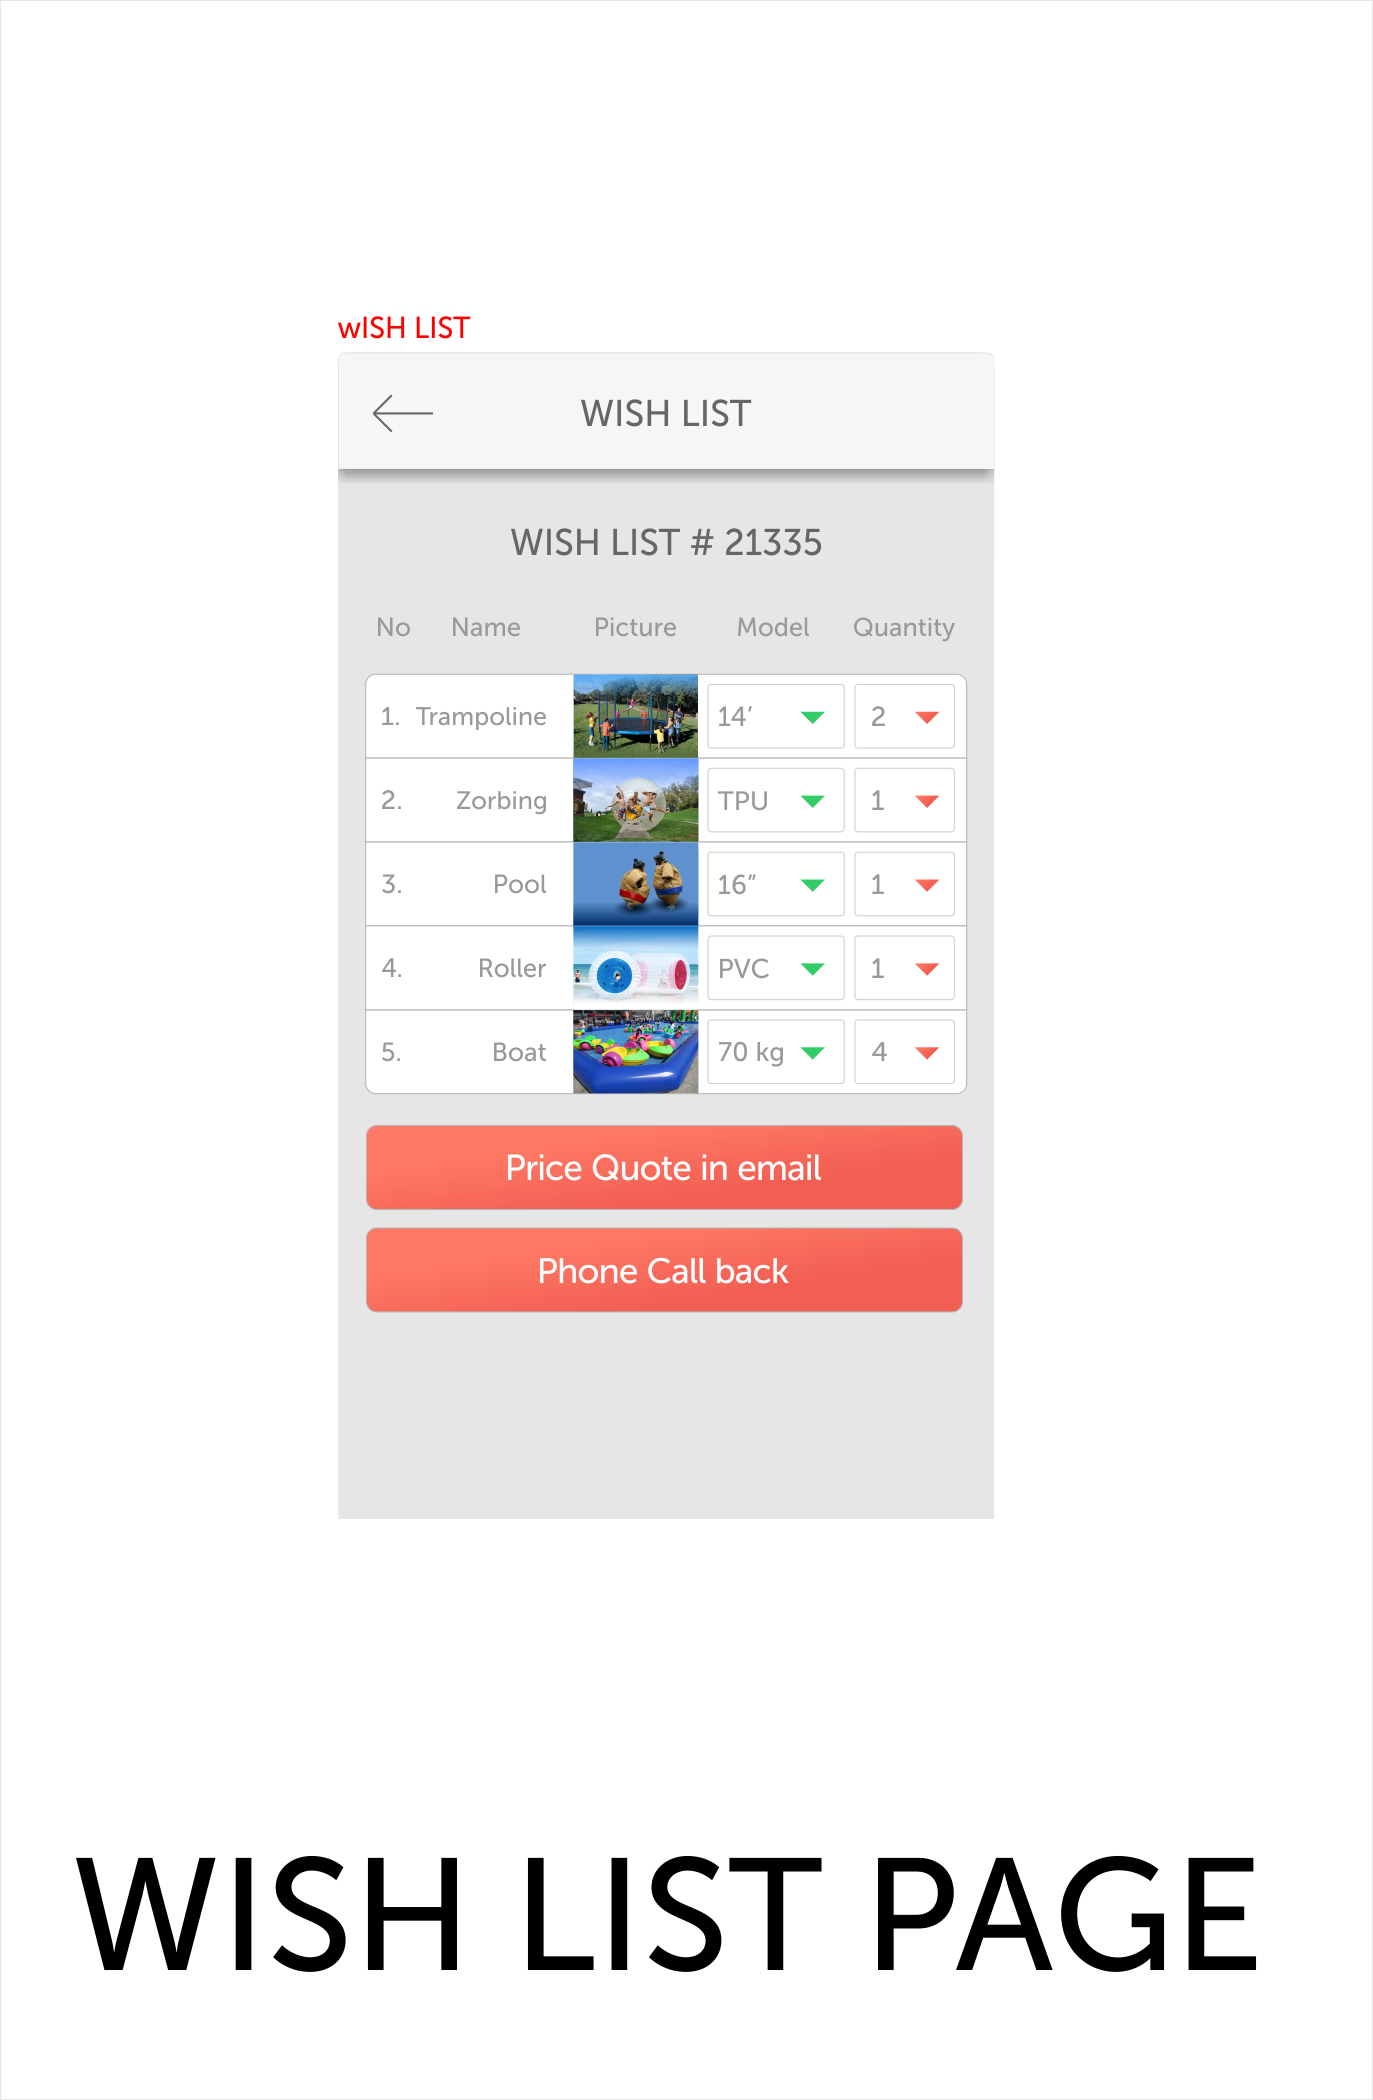 wISH LIST
WISH LIST
WISH LIST # 21335
No Name Picture Model Quantity
1. Trampoline 14’ 2
2. Zorbing TPU 1
3. Pool 16” 1
4. Roller PVC 1
5. Boat 70 kg 4
Price Quote in email
Phone Call back
WISH LIST PAGE